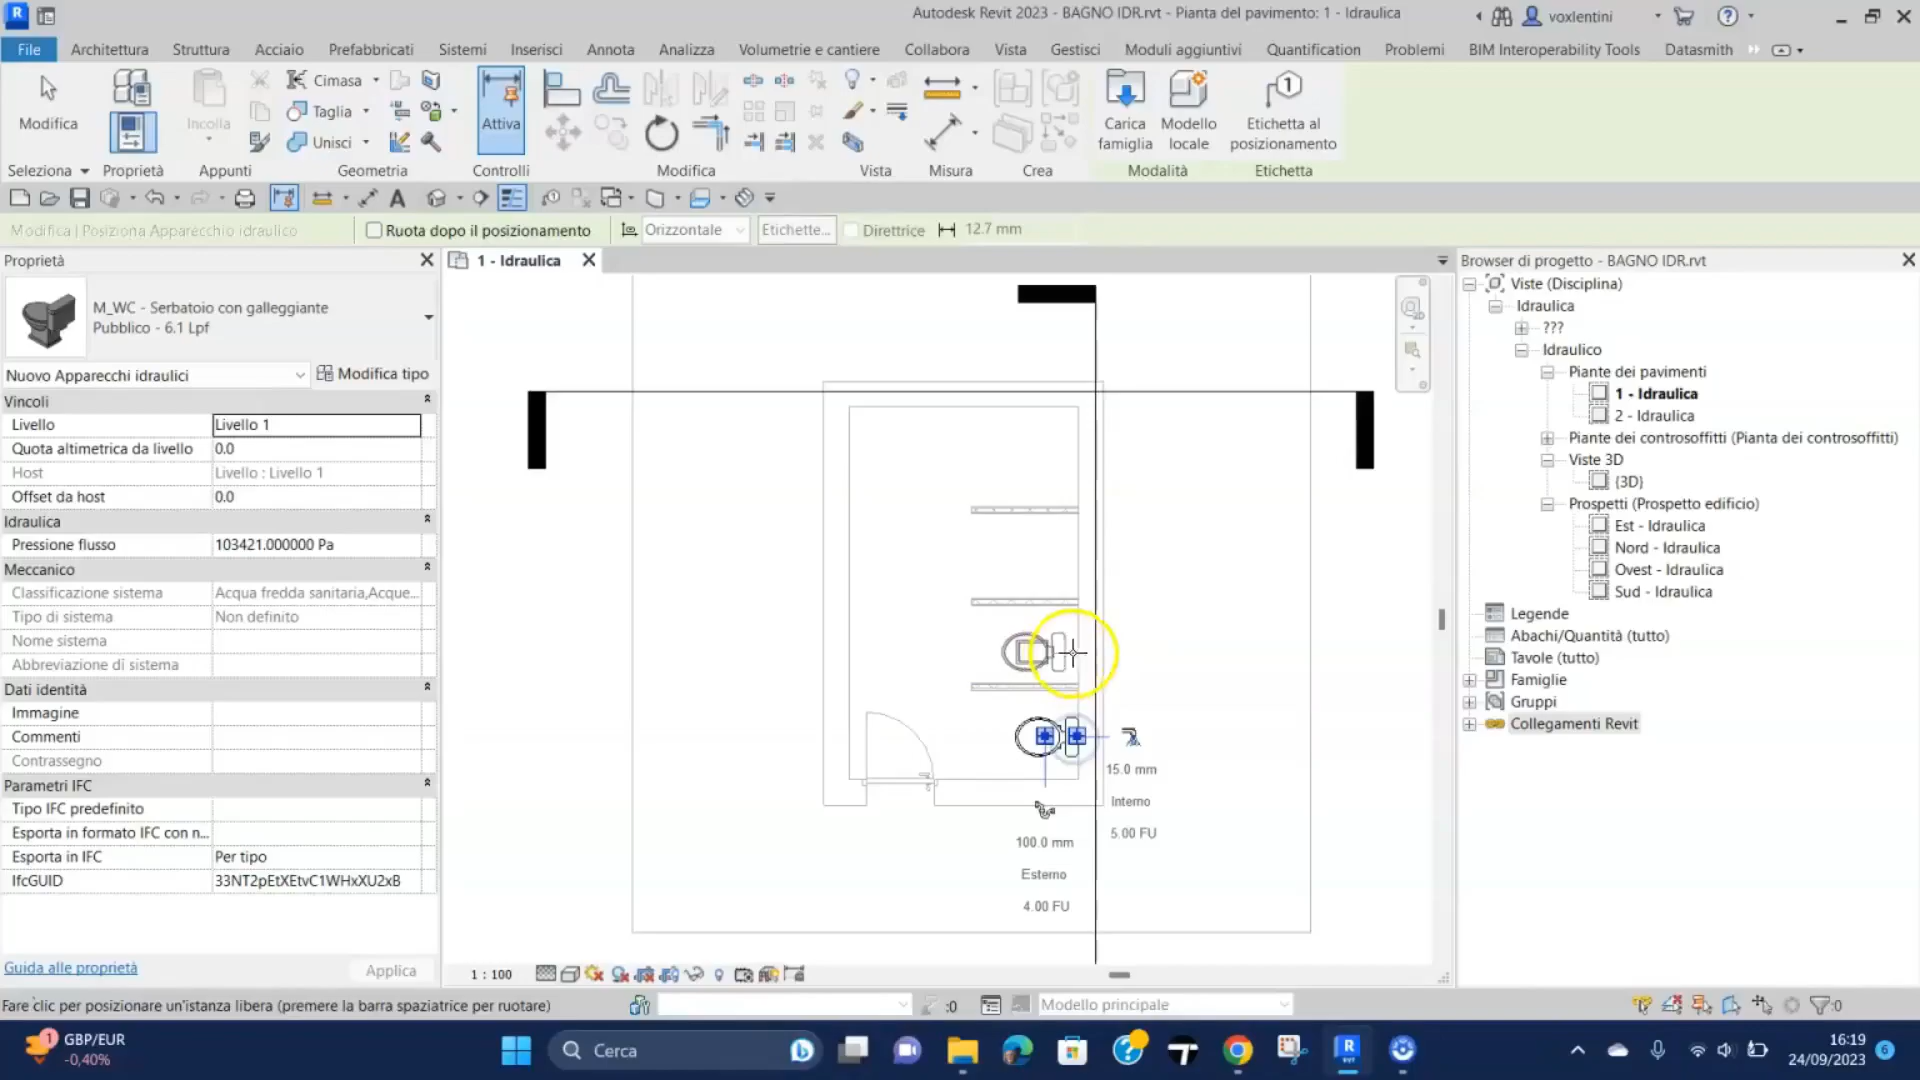 Autodesk Revit 2023 - BAGNO IDR.rvt - Pianta del pavimento: 1 - Idraulica
voxlentini
File
Architettura
Struttura
Acciaio
Prefabbricati
Sistemi
Inserisci
Annota
Analizza
Volumetrie e cantiere
Collabora
Vista
Gestisci
Moduli aggiuntivi
Quantification
Problemi
BIM Interoperability Tools
Datasmith
Modifica
Incolla
Cimasa
Taglia
Unisci
Attiva
Carica famiglia
Modello locale
Etichetta al posizionamento
Seleziona
Proprietà
Appunti
Geometria
Controlli
Modifica
Vista
Misura
Crea
Modalità
Etichetta
Modifica | Posiziona Apparecchio idraulico
Ruota dopo il posizionamento
Orizzontale
Etichette...
Direttrice
12.7 mm
Proprietà
M_WC - Serbatoio con galleggiante
Pubblico - 6.1 Lpf
Nuovo Apparecchi idraulici
Modifica tipo
Vincoli
Livello Livello 1
Quota altimetrica da livello 0.0
Host Livello : Livello 1
Offset da host 0.0
Idraulica
Pressione flusso 103421.000000 Pa
Meccanico
Classificazione sistema Acqua fredda sanitaria,Acque...
Tipo di sistema Non definito
Nome sistema
Abbreviazione di sistema
Dati identità
Immagine
Commenti
Contrassegno
Parametri IFC
Tipo IFC predefinito
Esporta in formato IFC con n...
Esporta in IFC Per tipo
IfcGUID 33NT2pEtXEtvC1WHxXU2xB
Guida alle proprietà
Applica
1 - Idraulica
15.0 mm
Interno
5.00 FU
100.0 mm
Esterno
4.00 FU
1 : 100
Browser di progetto - BAGNO IDR.rvt
Viste (Disciplina)
Idraulica
???
Idraulico
Piante dei pavimenti
1 - Idraulica
2 - Idraulica
Piante dei controsoffitti (Pianta dei controsoffitti)
Viste 3D
{3D}
Prospetti (Prospetto edificio)
Est - Idraulica
Nord - Idraulica
Ovest - Idraulica
Sud - Idraulica
Legende
Abachi/Quantità (tutto)
Tavole (tutto)
Famiglie
Gruppi
Collegamenti Revit
Fare clic per posizionare un'istanza libera (premere la barra spaziatrice per ruotare)
:0
Modello principale
:0
1
GBP/EUR
-0,40%
Cerca
16:19
24/09/2023
6